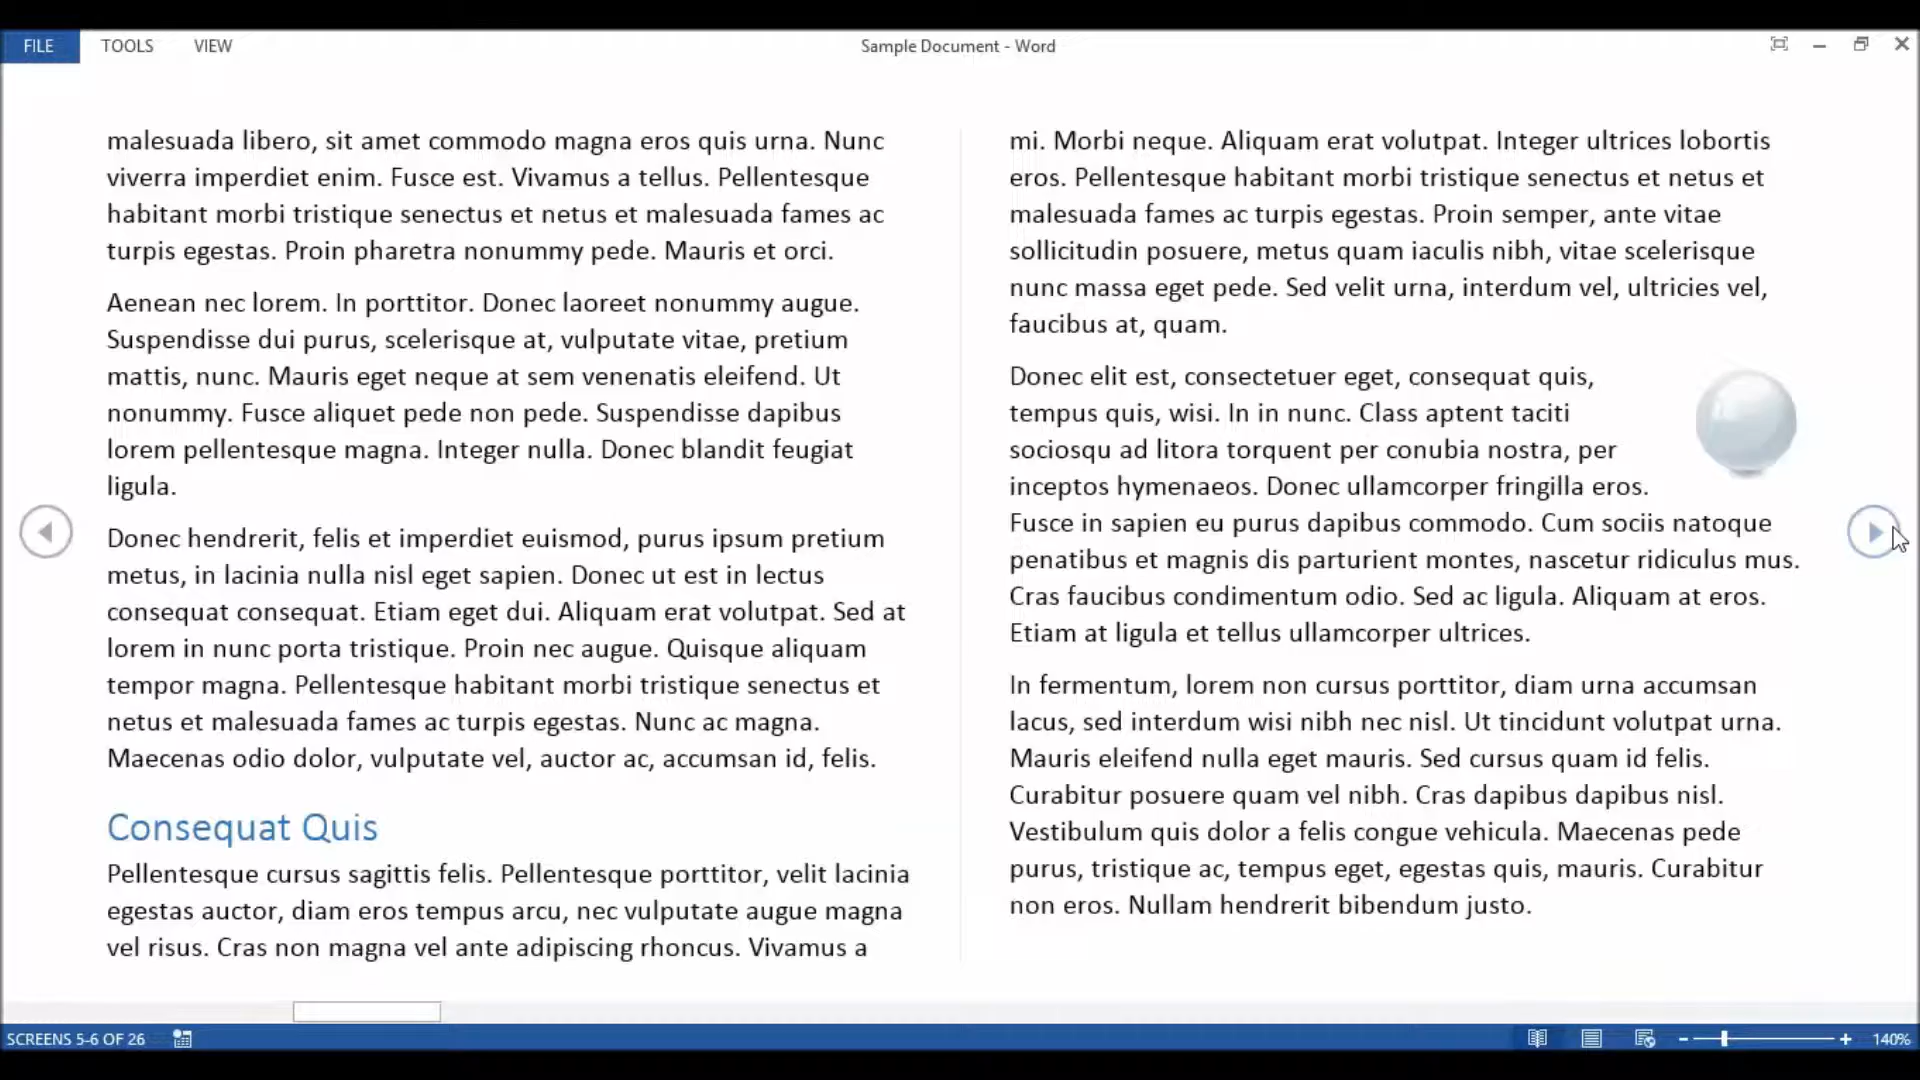 FILE TOOLS VIEW Sample Document - Word
malesuada libero, sit amet commodo magna eros quis urna. Nunc
viverra imperdiet enim. Fusce est. Vivamus a tellus. Pellentesque
habitant morbi tristique senectus et netus et malesuada fames ac
turpis egestas. Proin pharetra nonummy pede. Mauris et orci.
Aenean nec lorem. In porttitor. Donec laoreet nonummy augue.
Suspendisse dui purus, scelerisque at, vulputate vitae, pretium
mattis, nunc. Mauris eget neque at sem venenatis eleifend. Ut
nonummy. Fusce aliquet pede non pede. Suspendisse dapibus
lorem pellentesque magna. Integer nulla. Donec blandit feugiat
ligula.
Donec hendrerit, felis et imperdiet euismod, purus ipsum pretium
metus, in lacinia nulla nisl eget sapien. Donec ut est in lectus
consequat consequat. Etiam eget dui. Aliquam erat volutpat. Sed at
lorem in nunc porta tristique. Proin nec augue. Quisque aliquam
tempor magna. Pellentesque habitant morbi tristique senectus et
netus et malesuada fames ac turpis egestas. Nunc ac magna.
Maecenas odio dolor, vulputate vel, auctor ac, accumsan id, felis.
Consequat Quis
Pellentesque cursus sagittis felis. Pellentesque porttitor, velit lacinia
egestas auctor, diam eros tempus arcu, nec vulputate augue magna
vel risus. Cras non magna vel ante adipiscing rhoncus. Vivamus a
mi. Morbi neque. Aliquam erat volutpat. Integer ultrices lobortis
eros. Pellentesque habitant morbi tristique senectus et netus et
malesuada fames ac turpis egestas. Proin semper, ante vitae
sollicitudin posuere, metus quam iaculis nibh, vitae scelerisque
nunc massa eget pede. Sed velit urna, interdum vel, ultricies vel,
faucibus at, quam.
Donec elit est, consectetuer eget, consequat quis,
tempus quis, wisi. In in nunc. Class aptent taciti
sociosqu ad litora torquent per conubia nostra, per
inceptos hymenaeos. Donec ullamcorper fringilla eros.
Fusce in sapien eu purus dapibus commodo. Cum sociis natoque
penatibus et magnis dis parturient montes, nascetur ridiculus mus.
Cras faucibus condimentum odio. Sed ac ligula. Aliquam at eros.
Etiam at ligula et tellus ullamcorper ultrices.
In fermentum, lorem non cursus porttitor, diam urna accumsan
lacus, sed interdum wisi nibh nec nisl. Ut tincidunt volutpat urna.
Mauris eleifend nulla eget mauris. Sed cursus quam id felis.
Curabitur posuere quam vel nibh. Cras dapibus dapibus nisl.
Vestibulum quis dolor a felis congue vehicula. Maecenas pede
purus, tristique ac, tempus eget, egestas quis, mauris. Curabitur
non eros. Nullam hendrerit bibendum justo.
SCREENS 5-6 OF 26 140%